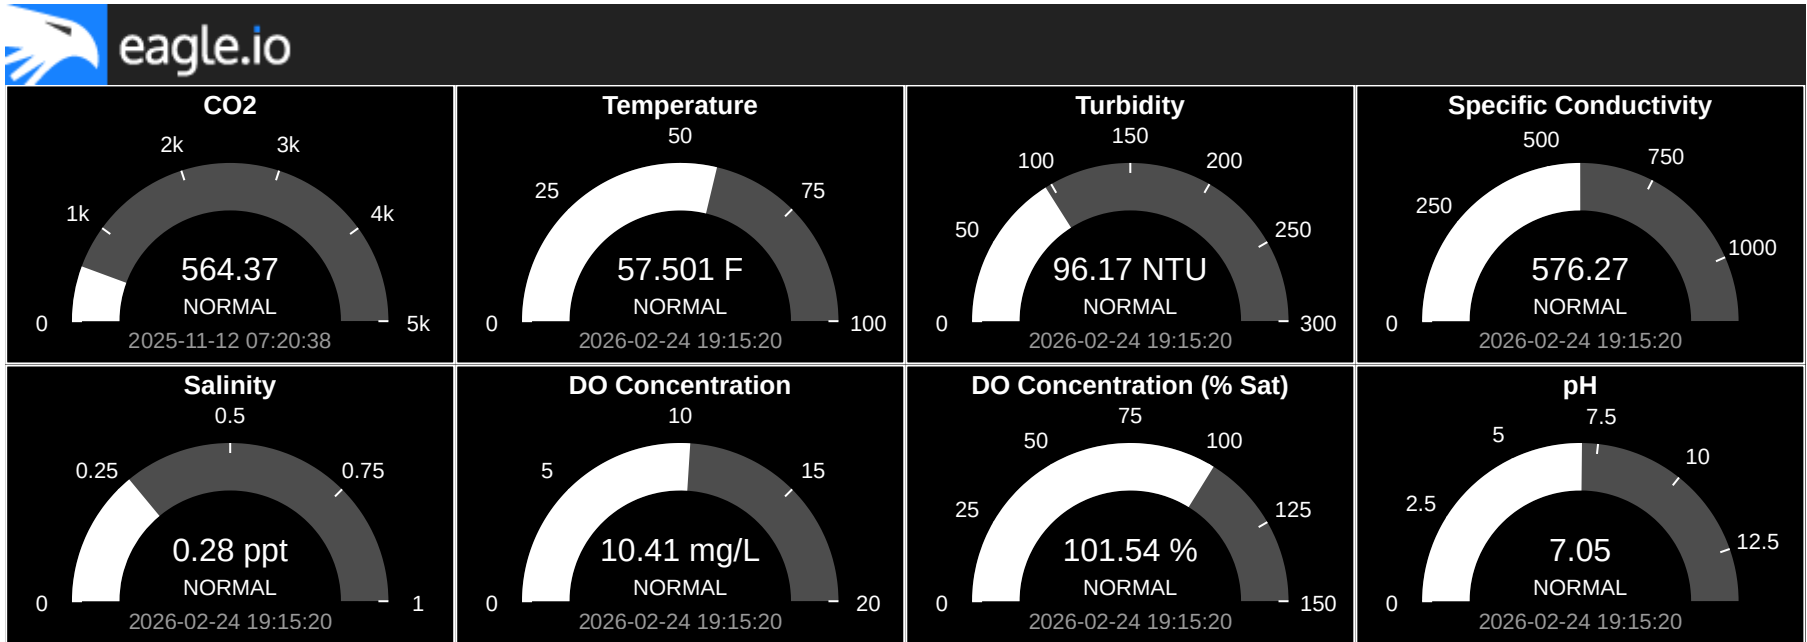 eagle.io
CO2
2k
3k
1k
4k
0
5k
564.37
NORMAL
2025-11-12 07:20:38
Temperature
50
25
75
0
100
57.501 F
NORMAL
2026-02-24 19:15:20
Turbidity
150
100
200
50
250
0
300
96.17 NTU
NORMAL
2026-02-24 19:15:20
Specific Conductivity
500
750
250
1000
0
576.27
NORMAL
2026-02-24 19:15:20
Salinity
0.5
0.25
0.75
0
1
0.28 ppt
NORMAL
2026-02-24 19:15:20
DO Concentration
10
5
15
0
20
10.41 mg/L
NORMAL
2026-02-24 19:15:20
DO Concentration (% Sat)
75
50
100
25
125
0
150
101.54 %
NORMAL
2026-02-24 19:15:20
pH
7.5
5
10
2.5
12.5
0
7.05
NORMAL
2026-02-24 19:15:20